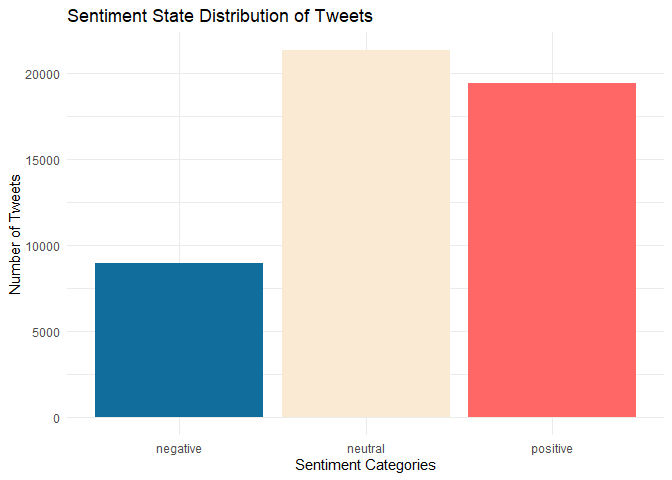 Sentiment State Distribution of Tweets
Number of Tweets
20000
15000
10000
5000
0
negative
neutral
positive
Sentiment Categories